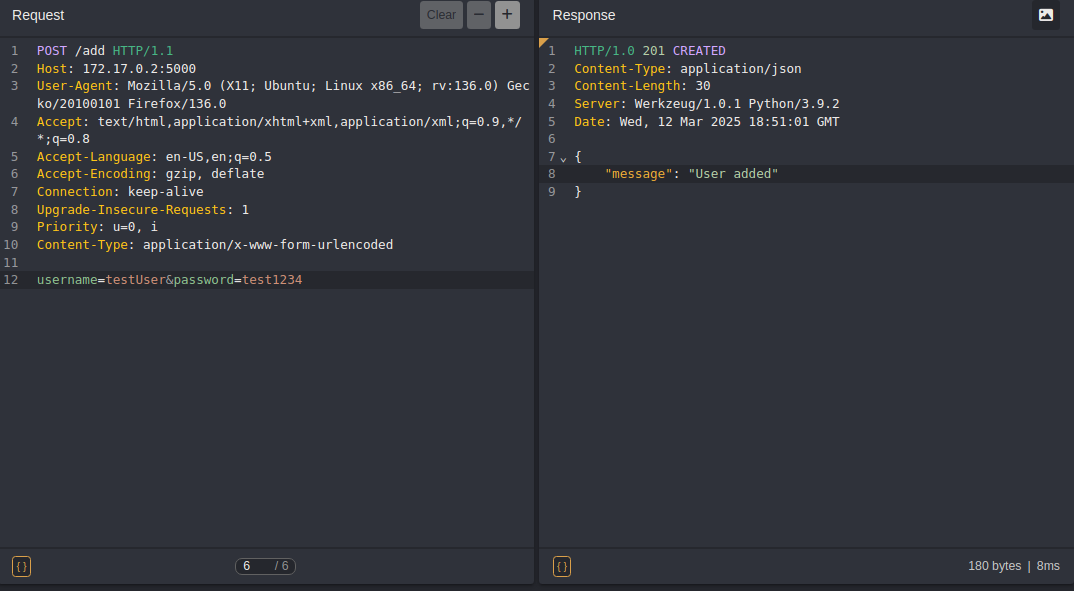 Request Clear − +
1 POST /add HTTP/1.1
2 Host: 172.17.0.2:5000
3 User-Agent: Mozilla/5.0 (X11; Ubuntu; Linux x86_64; rv:136.0) Gec
ko/20100101 Firefox/136.0
4 Accept: text/html,application/xhtml+xml,application/xml;q=0.9,*/
*;q=0.8
5 Accept-Language: en-US,en;q=0.5
6 Accept-Encoding: gzip, deflate
7 Connection: keep-alive
8 Upgrade-Insecure-Requests: 1
9 Priority: u=0, i
10 Content-Type: application/x-www-form-urlencoded
11
12 username=testUser&password=test1234
{} 6 / 6
Response
1 HTTP/1.0 201 CREATED
2 Content-Type: application/json
3 Content-Length: 30
4 Server: Werkzeug/1.0.1 Python/3.9.2
5 Date: Wed, 12 Mar 2025 18:51:01 GMT
6
7 {
8 "message": "User added"
9 }
{} 180 bytes | 8ms